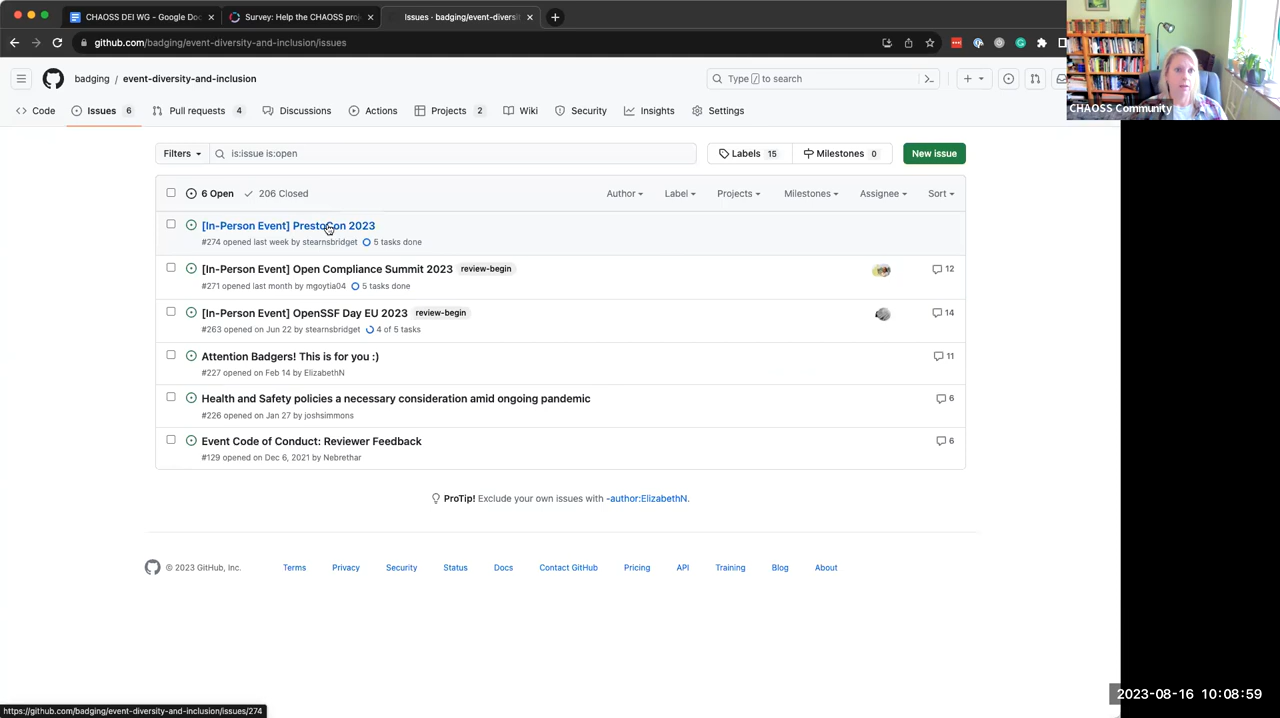 CHAOSS DEI WG – Google Doc
Survey: Help the CHAOSS proj
Issues · badging/event-diversit
github.com/badging/event-diversity-and-inclusion/issues
badging / event-diversity-and-inclusion
Type / to search
Code
Issues 6
Pull requests 4
Discussions
Actions
Projects 2
Wiki
Security
Insights
Settings
CHAOSS Community
Filters
is:issue is:open
Labels 15
Milestones 0
New issue
6 Open
206 Closed
Author
Label
Projects
Milestones
Assignee
Sort
[In-Person Event] PrestoCon 2023
#274 opened last week by stearnsbridget 5 tasks done
[In-Person Event] Open Compliance Summit 2023 review-begin 12
#271 opened last month by mgoytia04 5 tasks done
[In-Person Event] OpenSSF Day EU 2023 review-begin 14
#263 opened on Jun 22 by stearnsbridget 4 of 5 tasks
Attention Badgers! This is for you :) 11
#227 opened on Feb 14 by ElizabethN
Health and Safety policies a necessary consideration amid ongoing pandemic 6
#226 opened on Jan 27 by joshsimmons
Event Code of Conduct: Reviewer Feedback 6
#129 opened on Dec 6, 2021 by Nebrethar
ProTip! Exclude your own issues with -author:ElizabethN.
© 2023 GitHub, Inc.
Terms
Privacy
Security
Status
Docs
Contact GitHub
Pricing
API
Training
Blog
About
2023-08-16 10:08:59
https://github.com/badging/event-diversity-and-inclusion/issues/274